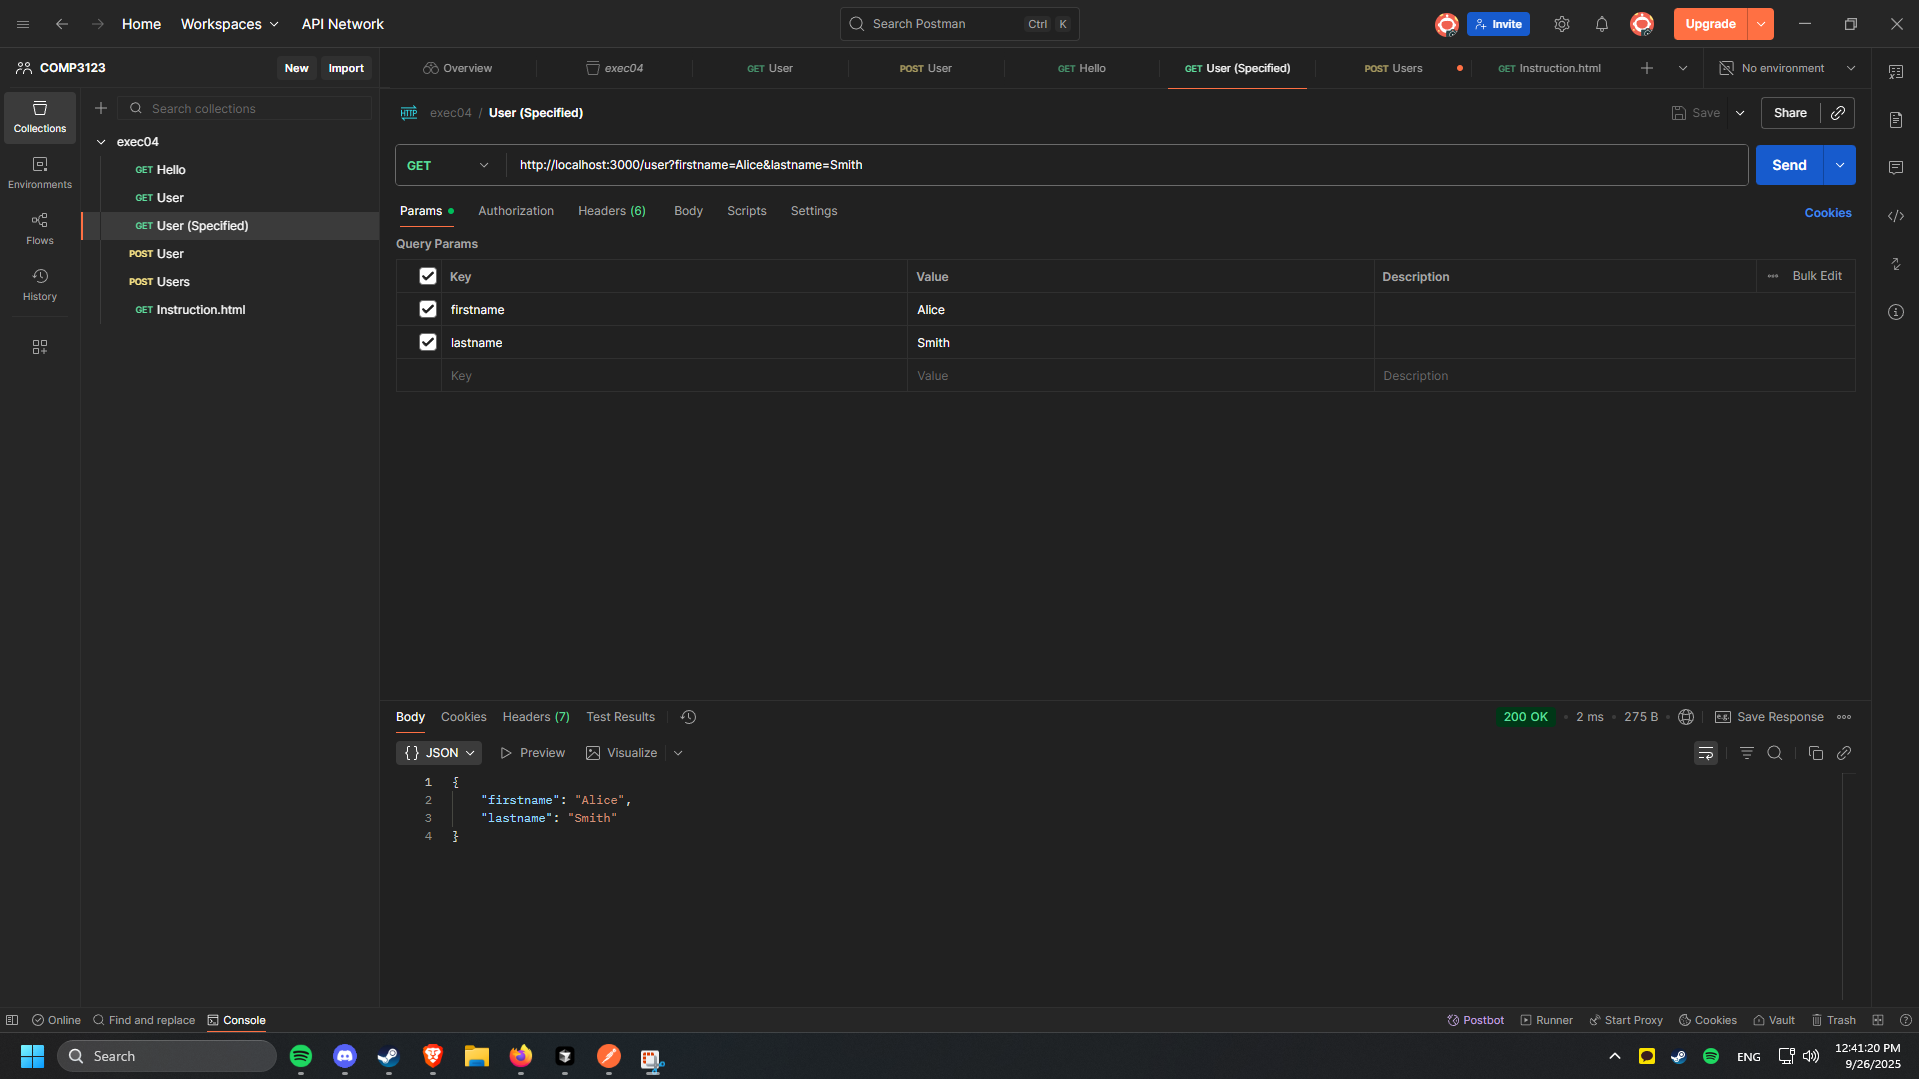 Home Workspaces API Network Search Postman Ctrl K Invite Upgrade
COMP3123 New Import Overview exec04 GET User POST User GET Hello GET User (Specified) POST Users GET Instruction.html No environment
Collections
Environments
Flows
History
Search collections
exec04
GET Hello
GET User
GET User (Specified)
POST User
POST Users
GET Instruction.html
HTTP exec04 / User (Specified) Save Share
GET http://localhost:3000/user?firstname=Alice&lastname=Smith Send
Params Authorization Headers (6) Body Scripts Settings Cookies
Query Params
Key Value Description Bulk Edit
firstname Alice
lastname Smith
Key Value Description
Body Cookies Headers (7) Test Results 200 OK 2 ms 275 B e.g. Save Response
{} JSON Preview Visualize
1 {
2 "firstname": "Alice",
3 "lastname": "Smith"
4 }
Online Find and replace Console Postbot Runner Start Proxy Cookies Vault Trash
Search ENG 12:41:20 PM
9/26/2025